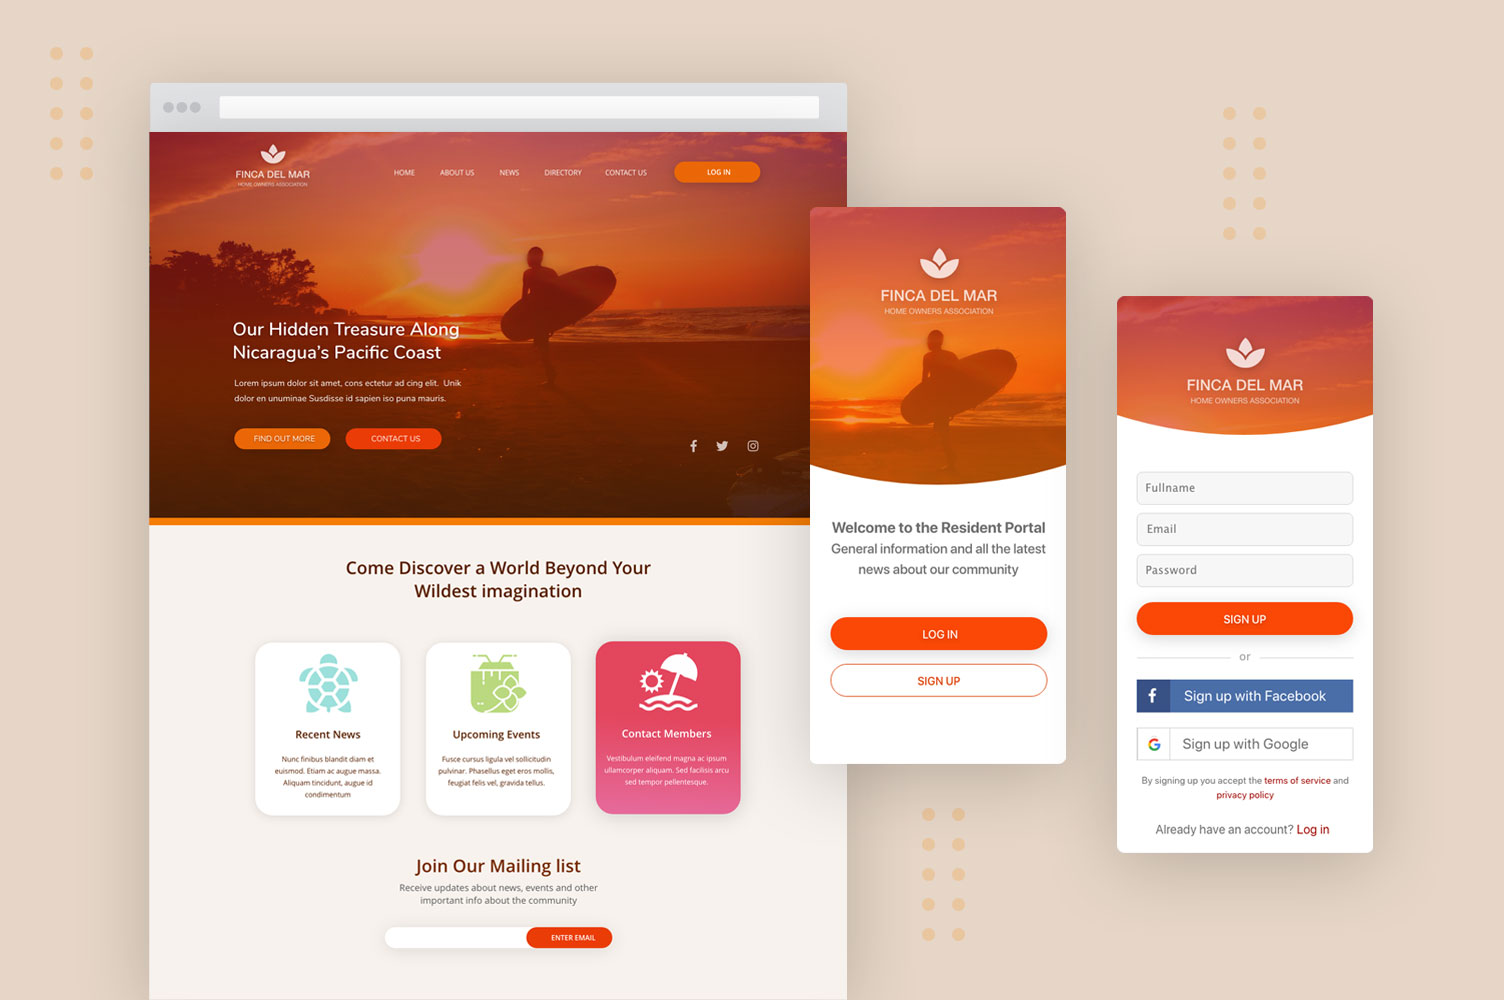 FINCA DEL MAR
HOME OWNERS ASSOCIATION
HOME
ABOUT US
NEWS
DIRECTORY
CONTACT US
LOG IN
Our Hidden Treasure Along
Nicaragua's Pacific Coast
Lorem ipsum dolor sit amet, cons ectetur ad cing elit. Unik
dolor en unuminae Susdisse id sapien iso puna mauris.
FIND OUT MORE
CONTACT US
Come Discover a World Beyond Your
Wildest imagination
Recent News
Nunc finibus blandit diam et
euismod. Etiam ac augue massa.
Aliquam tincidunt, augue id
condimentum
Upcoming Events
Fusce cursus ligula vel sollicitudin
pulvinar. Phasellus eget eros mollis,
feugiat felis vel, gravida tellus.
Contact Members
Vestibulum eleifend magna ac ipsum
ullamcorper aliquam. Sed facilisis arcu
sed tempor pellentesque.
Join Our Mailing list
Receive updates about news, events and other
important info about the community
ENTER EMAIL
FINCA DEL MAR
HOME OWNERS ASSOCIATION
Welcome to the Resident Portal
General information and all the latest
news about our community
LOG IN
SIGN UP
FINCA DEL MAR
HOME OWNERS ASSOCIATION
Fullname
Email
Password
SIGN UP
or
Sign up with Facebook
Sign up with Google
By signing up you accept the terms of service and
privacy policy
Already have an account? Log in